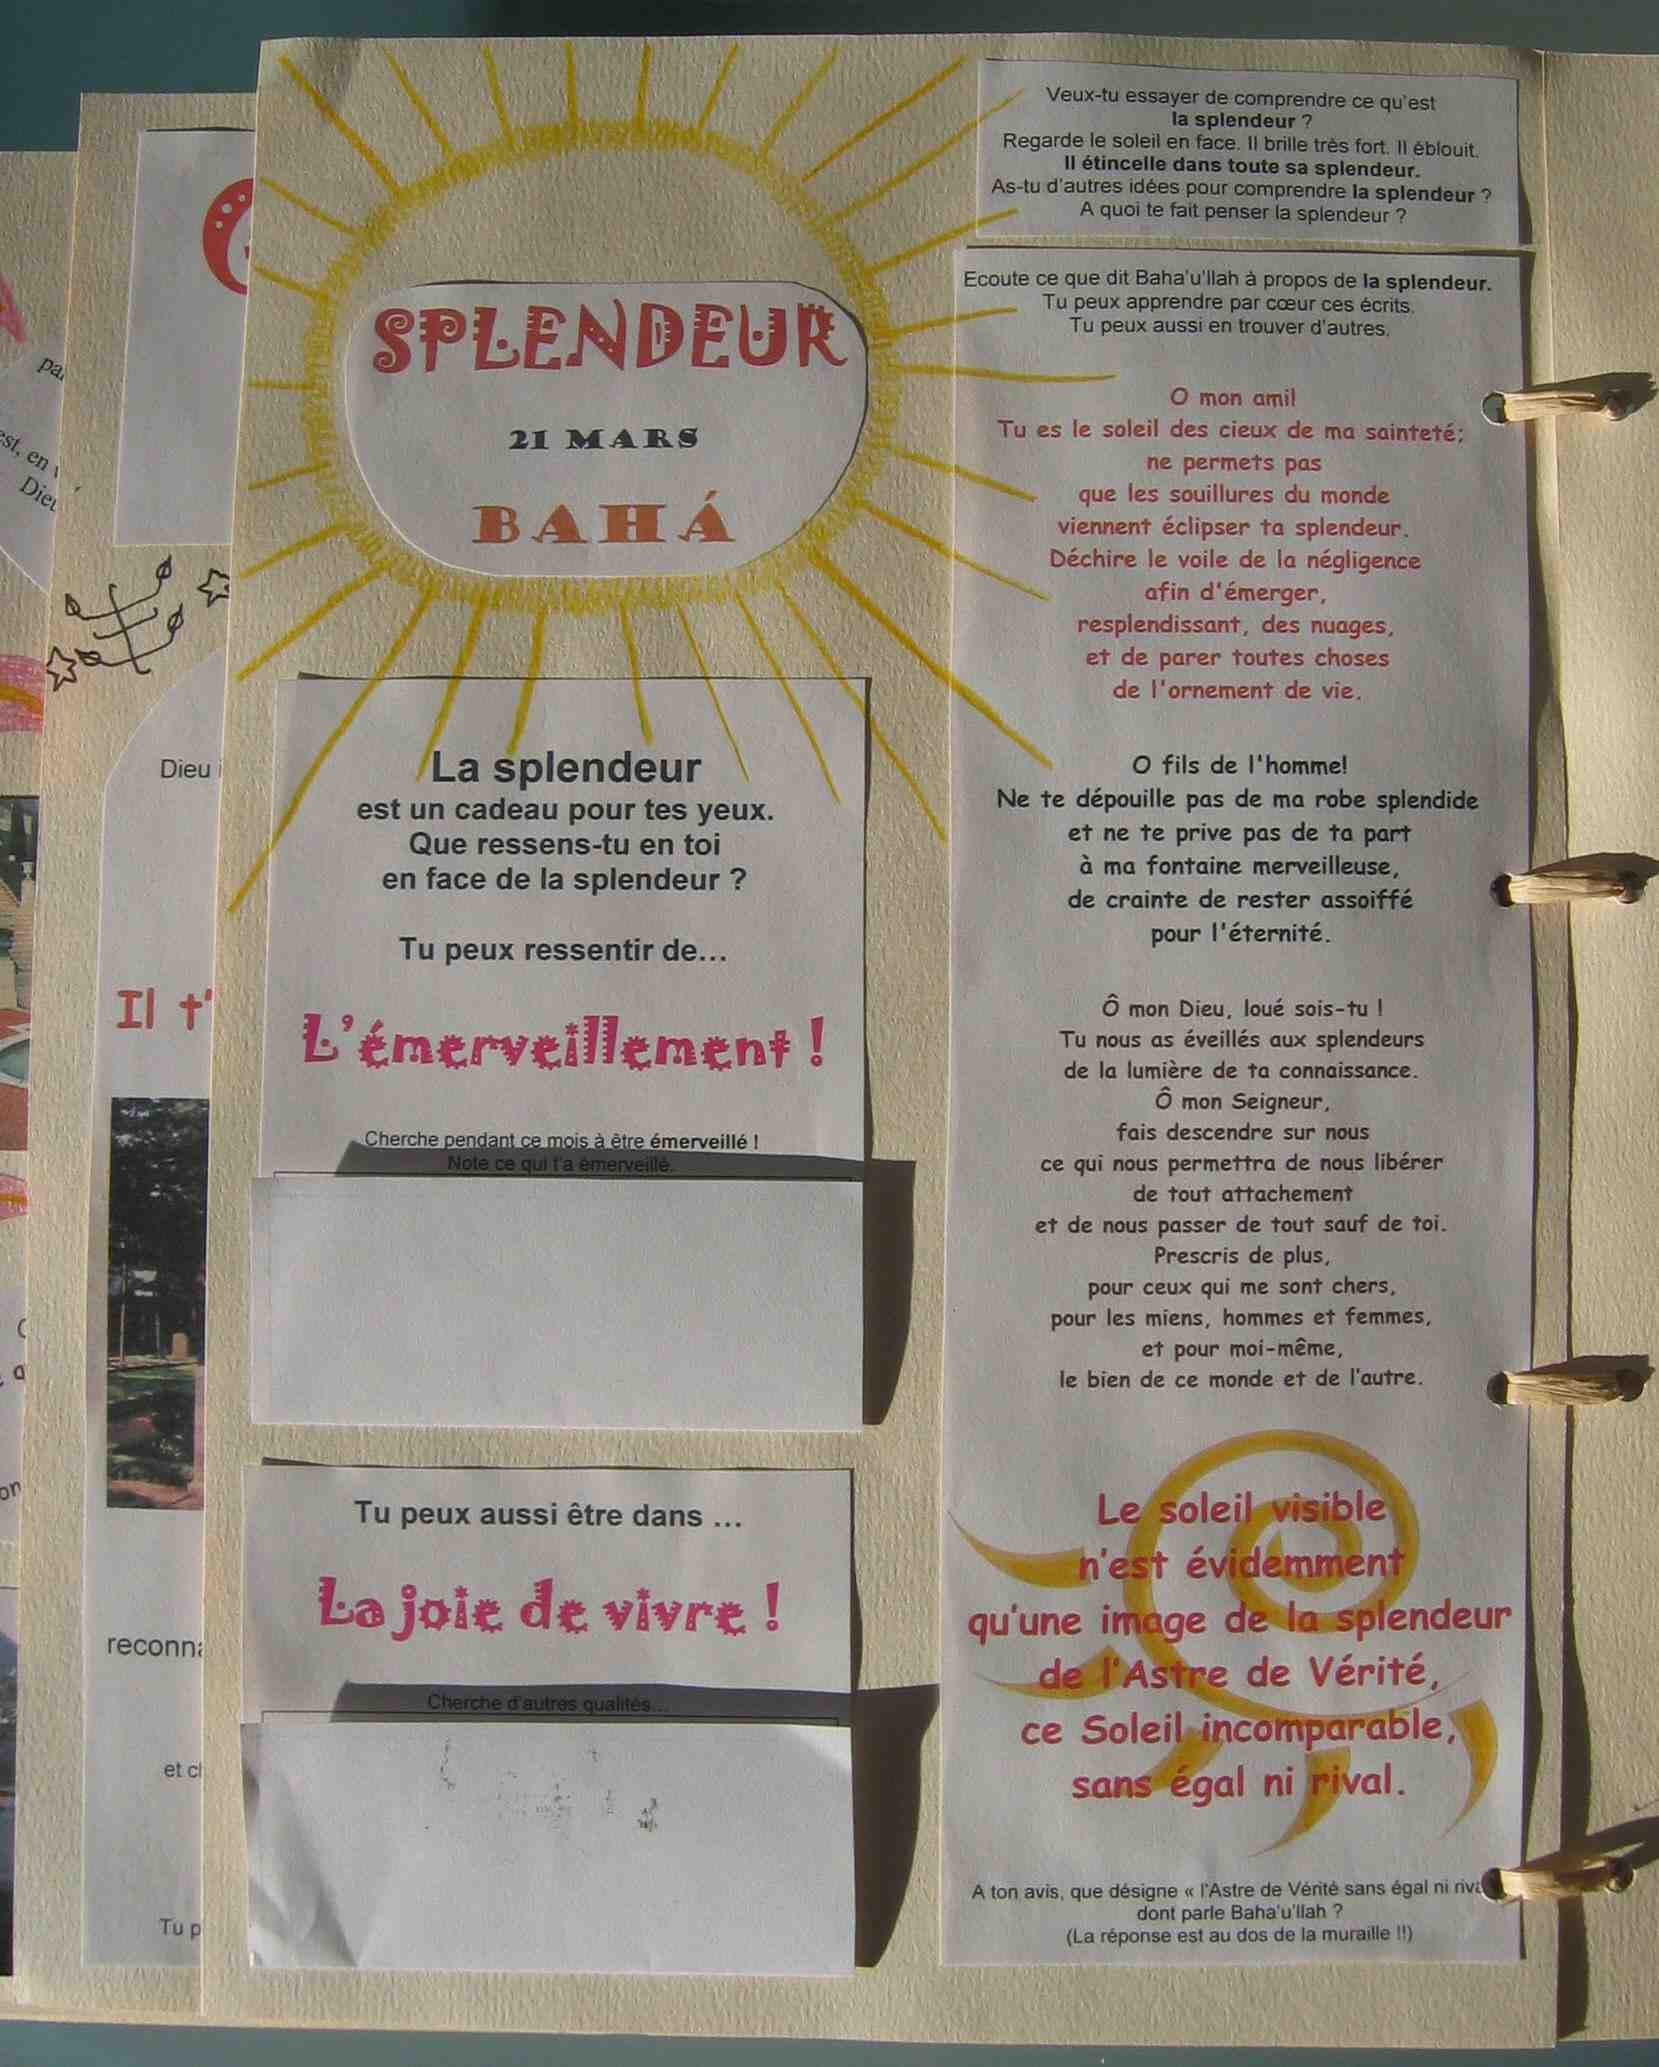 SPLENDEUR
21 MARS
BAHÁ
La splendeur
est un cadeau pour tes yeux.
Que ressens-tu en toi
en face de la splendeur ?
Tu peux ressentir de...
L'émerveillement !
Cherche pendant ce mois à être émerveillé !
Note ce qui t'a émerveillé.
Tu peux aussi être dans ...
La joie de vivre !
Cherche d'autres qualités...
Veux-tu essayer de comprendre ce qu'est
la splendeur ?
Regarde le soleil en face. Il brille très fort. Il éblouit.
Il étincelle dans toute sa splendeur.
As-tu d'autres idées pour comprendre la splendeur ?
A quoi te fait penser la splendeur ?
Ecoute ce que dit Baha'u'llah à propos de la splendeur.
Tu peux apprendre par cœur ces écrits.
Tu peux aussi en trouver d'autres.
O mon ami!
Tu es le soleil des cieux de ma sainteté;
ne permets pas
que les souillures du monde
viennent éclipser ta splendeur.
Déchire le voile de la négligence
afin d'émerger,
resplendissant, des nuages,
et de parer toutes choses
de l'ornement de vie.
O fils de l'homme!
Ne te dépouille pas de ma robe splendide
et ne te prive pas de ta part
à ma fontaine merveilleuse,
de crainte de rester assoiffé
pour l'éternité.
Ô mon Dieu, loué sois-tu !
Tu nous as éveillés aux splendeurs
de la lumière de ta connaissance.
Ô mon Seigneur,
fais descendre sur nous
ce qui nous permettra de nous libérer
de tout attachement
et de nous passer de tout sauf de toi.
Prescris de plus,
pour ceux qui me sont chers,
pour les miens, hommes et femmes,
et pour moi-même,
le bien de ce monde et de l'autre.
Le soleil visible
n'est évidemment
qu'une image de la splendeur
de l'Astre de Vérité,
ce Soleil incomparable,
sans égal ni rival.
A ton avis, que désigne « l'Astre de Vérité sans égal ni riva
dont parle Baha'u'llah ?
(La réponse est au dos de la muraille !!)
est, en
Dieu
Il t'
reconna
et
Tu p